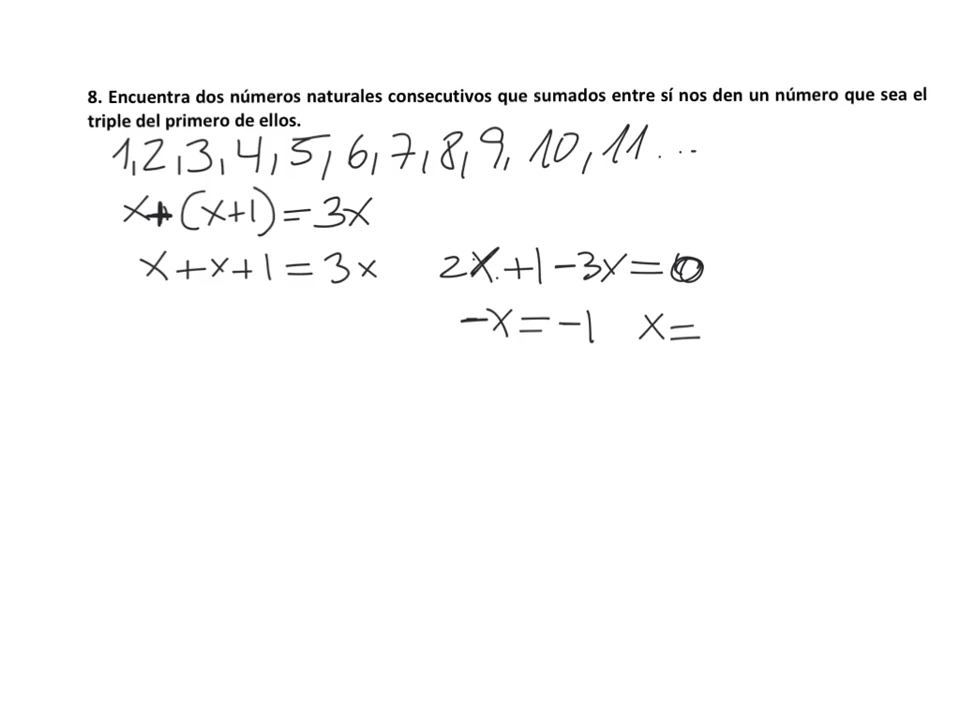 8. Encuentra dos números naturales consecutivos que sumados entre sí nos den un número que sea el
triple del primero de ellos.
1,2,3,4,5,6,7,8,9,10,11...
x+(x+1)=3x
x+x+1=3x 2x+1-3x=0
-x=-1 x=